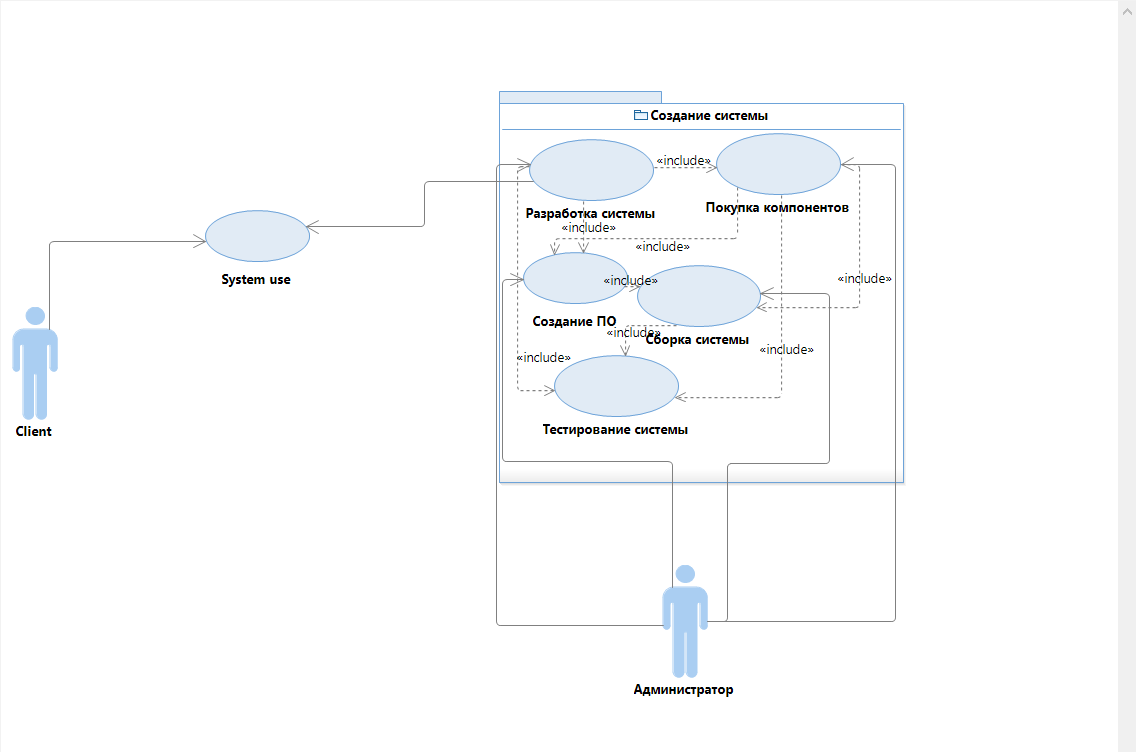 Создание системы
«include»
Разработка системы
Покупка компонентов
«include»
«include»
System use
«include»
«include»
Создание ПО
«include»
Сборка системы
«include»
«include»
Client
Тестирование системы
Администратор